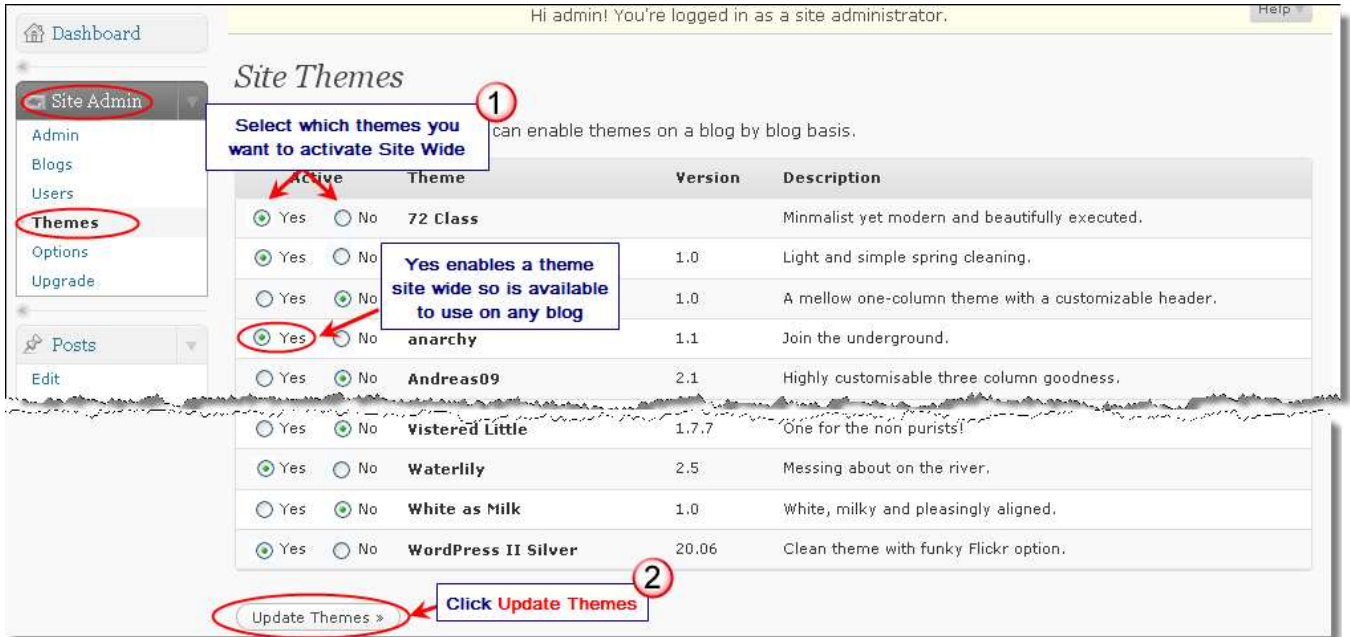 Hi admin! You're logged in as a site administrator.
Help
Dashboard
Site Admin
Admin
Blogs
Users
Themes
Options
Upgrade
Posts
Edit
Site Themes
1
Select which themes you
want to activate Site Wide
can enable themes on a blog by blog basis.
Active Theme Version Description
Yes No 72 Class Minmalist yet modern and beautifully executed.
Yes No 1.0 Light and simple spring cleaning.
Yes No 1.0 A mellow one-column theme with a customizable header.
Yes enables a theme
site wide so is available
to use on any blog
Yes No anarchy 1.1 Join the underground.
Yes No Andreas09 2.1 Highly customisable three column goodness.
Yes No Vistered Little 1.7.7 One for the non purists!
Yes No Waterlily 2.5 Messing about on the river.
Yes No White as Milk 1.0 White, milky and pleasingly aligned.
Yes No WordPress II Silver 20.06 Clean theme with funky Flickr option.
2
Click Update Themes
Update Themes »